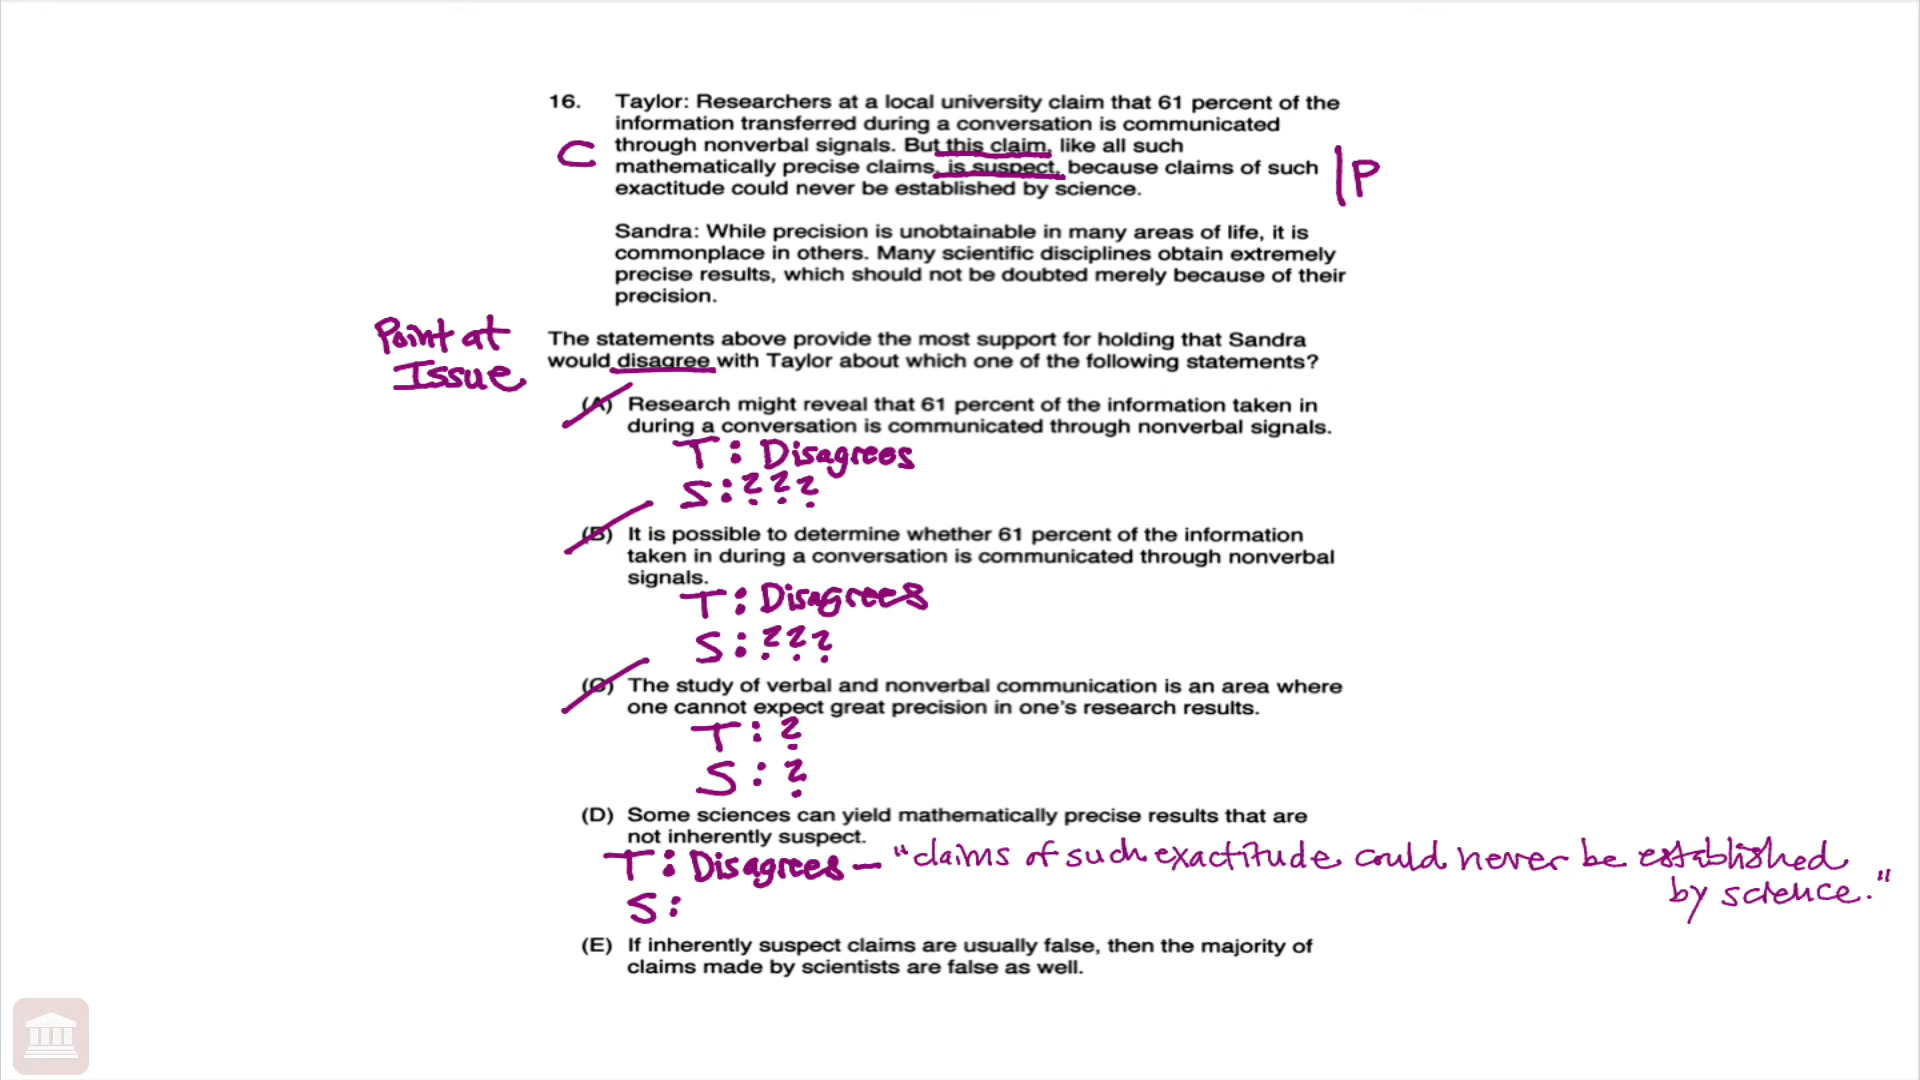 16. Taylor: Researchers at a local university claim that 61 percent of the
information transferred during a conversation is communicated
C through nonverbal signals. But this claim, like all such
mathematically precise claims, is suspect, because claims of such | P
exactitude could never be established by science.
Sandra: While precision is unobtainable in many areas of life, it is
commonplace in others. Many scientific disciplines obtain extremely
precise results, which should not be doubted merely because of their
precision.
Point at
Issue
The statements above provide the most support for holding that Sandra
would disagree with Taylor about which one of the following statements?
(A) Research might reveal that 61 percent of the information taken in
during a conversation is communicated through nonverbal signals.
T: Disagrees
S: ???
(B) It is possible to determine whether 61 percent of the information
taken in during a conversation is communicated through nonverbal
signals.
T: Disagrees
S: ???
(C) The study of verbal and nonverbal communication is an area where
one cannot expect great precision in one's research results.
T: ?
S: ?
(D) Some sciences can yield mathematically precise results that are
not inherently suspect.
T: Disagrees — "claims of such exactitude could never be established
by science."
S:
(E) If inherently suspect claims are usually false, then the majority of
claims made by scientists are false as well.